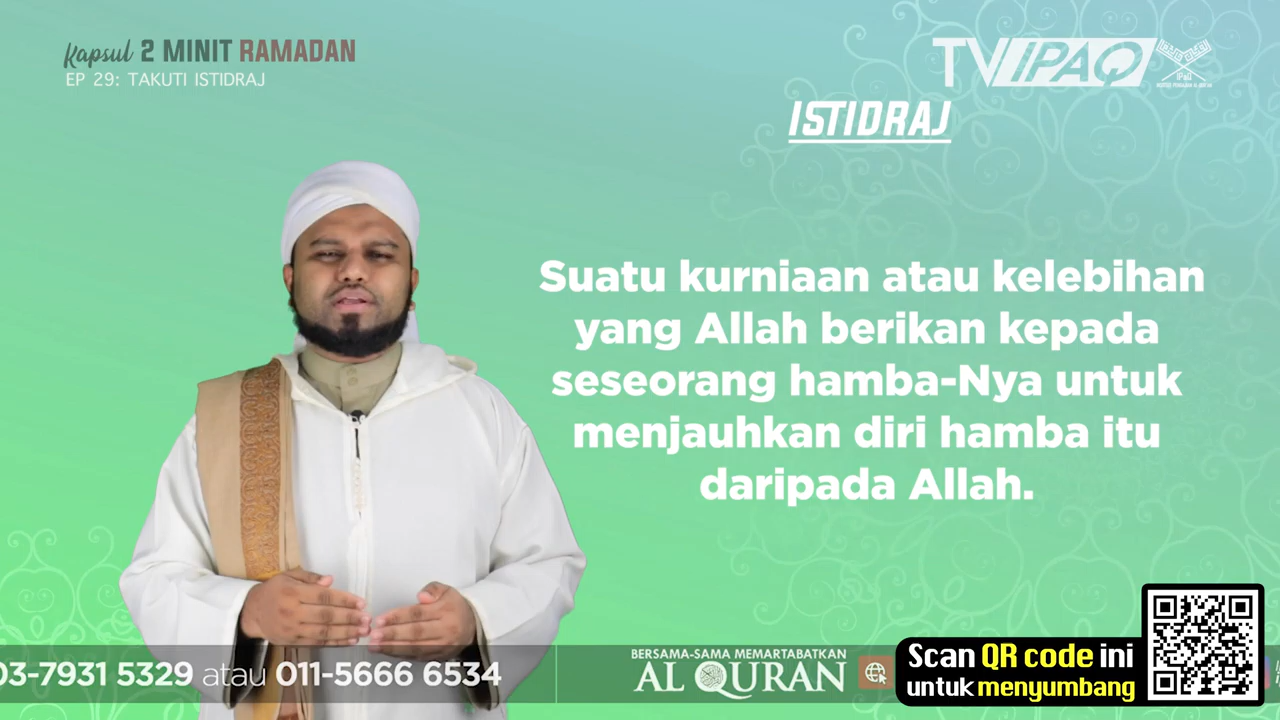 Kapsul 2 MINIT RAMADAN
EP 29: TAKUTI ISTIDRAJ
TV IPAQ
IPaQ
ISTIDRAJ
Suatu kurniaan atau kelebihan
yang Allah berikan kepada
seseorang hamba-Nya untuk
menjauhkan diri hamba itu
daripada Allah.
03-7931 5329 atau 011-5666 6534
BERSAMA-SAMA MEMARTABATKAN
AL QURAN
Scan QR code ini
untuk menyumbang